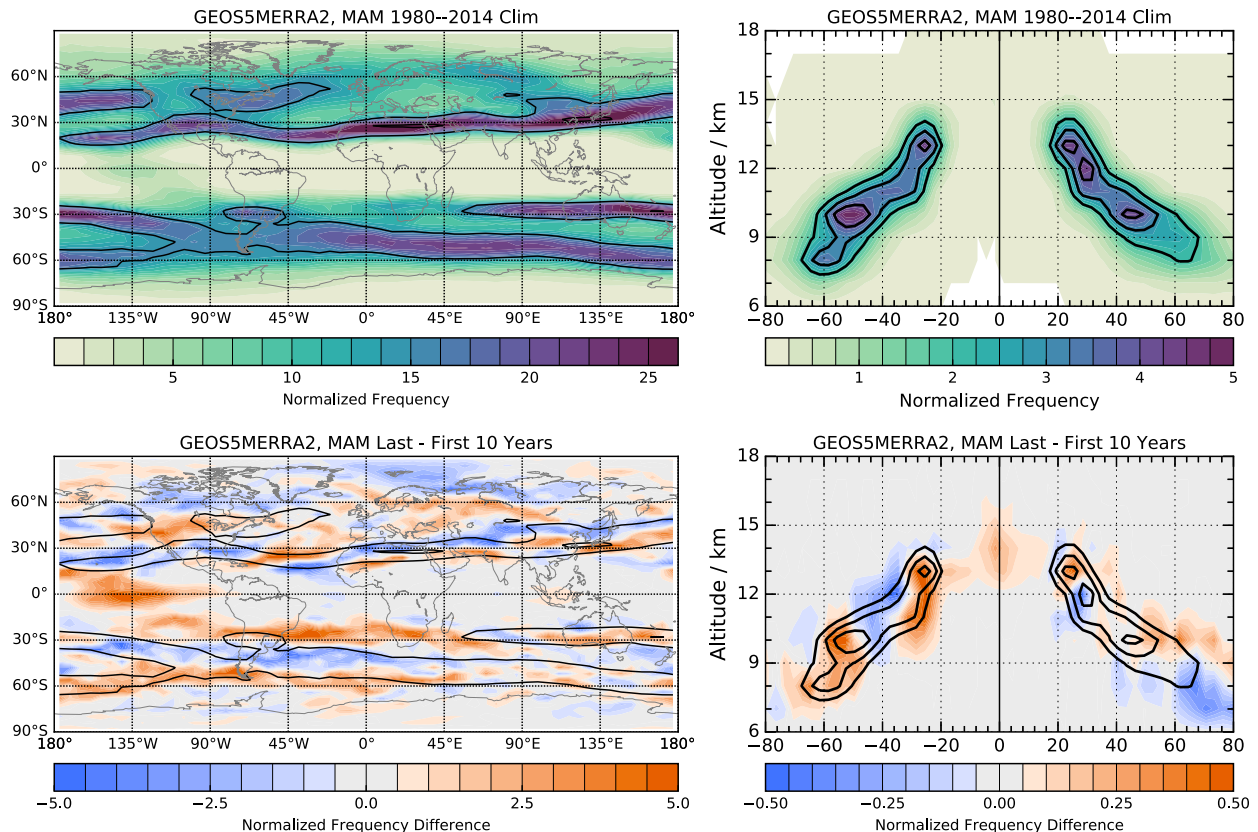 GEOS5MERRA2, MAM 1980--2014 Clim
60°N
30°N
0°
30°S
60°S
90°S
180° 135°W 90°W 45°W 0° 45°E 90°E 135°E 180°
5 10 15 20 25
Normalized Frequency
GEOS5MERRA2, MAM 1980--2014 Clim
Altitude / km
18
15
12
9
6
−80 −60 −40 −20 0 20 40 60 80
1 2 3 4 5
Normalized Frequency
GEOS5MERRA2, MAM Last - First 10 Years
60°N
30°N
0°
30°S
60°S
90°S
180° 135°W 90°W 45°W 0° 45°E 90°E 135°E 180°
−5.0 −2.5 0.0 2.5 5.0
Normalized Frequency Difference
GEOS5MERRA2, MAM Last - First 10 Years
Altitude / km
18
15
12
9
6
−80 −60 −40 −20 0 20 40 60 80
−0.50 −0.25 0.00 0.25 0.50
Normalized Frequency Difference